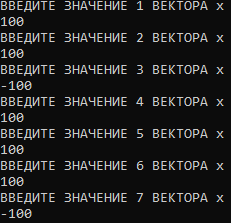 ВВЕДИТЕ ЗНАЧЕНИЕ 1 ВЕКТОРА x
100
ВВЕДИТЕ ЗНАЧЕНИЕ 2 ВЕКТОРА x
100
ВВЕДИТЕ ЗНАЧЕНИЕ 3 ВЕКТОРА x
-100
ВВЕДИТЕ ЗНАЧЕНИЕ 4 ВЕКТОРА x
100
ВВЕДИТЕ ЗНАЧЕНИЕ 5 ВЕКТОРА x
100
ВВЕДИТЕ ЗНАЧЕНИЕ 6 ВЕКТОРА x
100
ВВЕДИТЕ ЗНАЧЕНИЕ 7 ВЕКТОРА x
-100